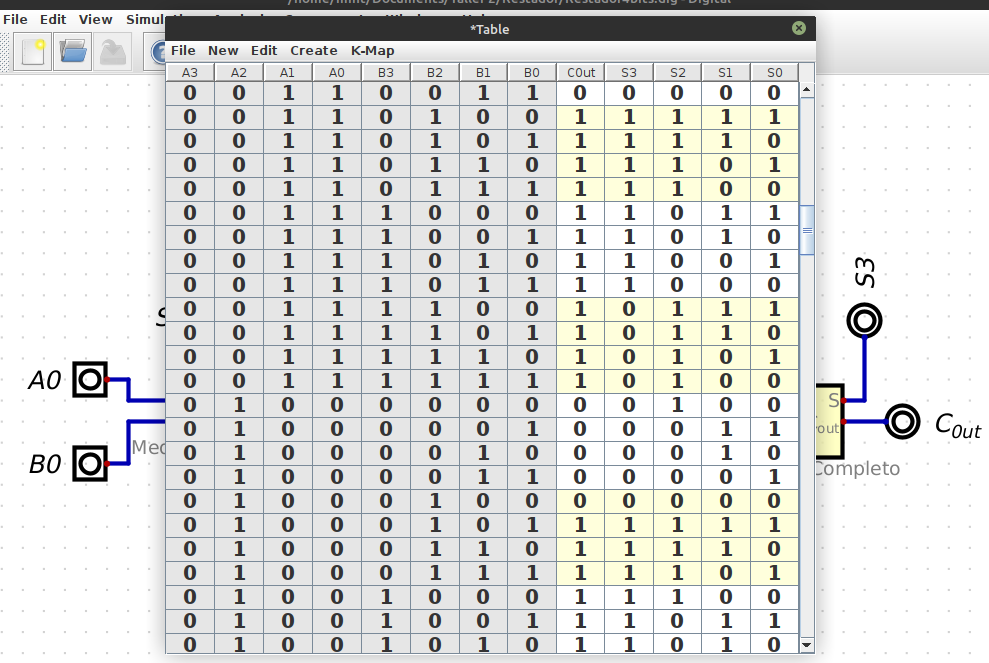 /home/mint/Documents/Taller 2/Restador/Restador4bits.dig - Digital
File Edit View
*Table
File New Edit Create K-Map
A3 A2 A1 A0 B3 B2 B1 B0 C0ut S3 S2 S1 S0
0 0 1 1 0 0 1 1 0 0 0 0 0
0 0 1 1 0 1 0 0 1 1 1 1 1
0 0 1 1 0 1 0 1 1 1 1 1 0
0 0 1 1 0 1 1 0 1 1 1 0 1
0 0 1 1 0 1 1 1 1 1 1 0 0
0 0 1 1 1 0 0 0 1 1 0 1 1
0 0 1 1 1 0 0 1 1 1 0 1 0
0 0 1 1 1 0 1 0 1 1 0 0 1
0 0 1 1 1 0 1 1 1 1 0 0 0
0 0 1 1 1 1 0 0 1 0 1 1 1
0 0 1 1 1 1 0 1 1 0 1 1 0
0 0 1 1 1 1 1 0 1 0 1 0 1
0 0 1 1 1 1 1 1 1 0 1 0 0
0 1 0 0 0 0 0 0 0 0 1 0 0
0 1 0 0 0 0 0 1 0 0 0 1 1
0 1 0 0 0 0 1 0 0 0 0 1 0
0 1 0 0 0 0 1 1 0 0 0 0 1
0 1 0 0 0 1 0 0 0 0 0 0 0
0 1 0 0 0 1 0 1 1 1 1 1 1
0 1 0 0 0 1 1 0 1 1 1 1 0
0 1 0 0 0 1 1 1 1 1 1 0 1
0 1 0 0 1 0 0 0 1 1 1 0 0
0 1 0 0 1 0 0 1 1 1 0 1 1
0 1 0 0 1 0 1 0 1 1 0 1 0
A0
B0
S3
S
out
C0ut
Completo